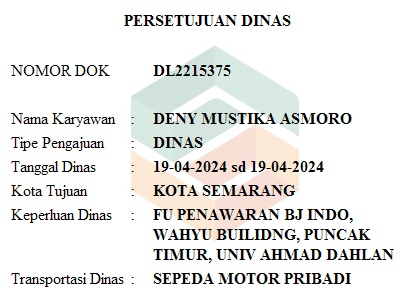 PERSETUJUAN DINAS
NOMOR DOK DL2215375
Nama Karyawan : DENY MUSTIKA ASMORO
Tipe Pengajuan : DINAS
Tanggal Dinas : 19-04-2024 sd 19-04-2024
Kota Tujuan : KOTA SEMARANG
Keperluan Dinas : FU PENAWARAN BJ INDO,
WAHYU BUILIDNG, PUNCAK
TIMUR, UNIV AHMAD DAHLAN
Transportasi Dinas : SEPEDA MOTOR PRIBADI